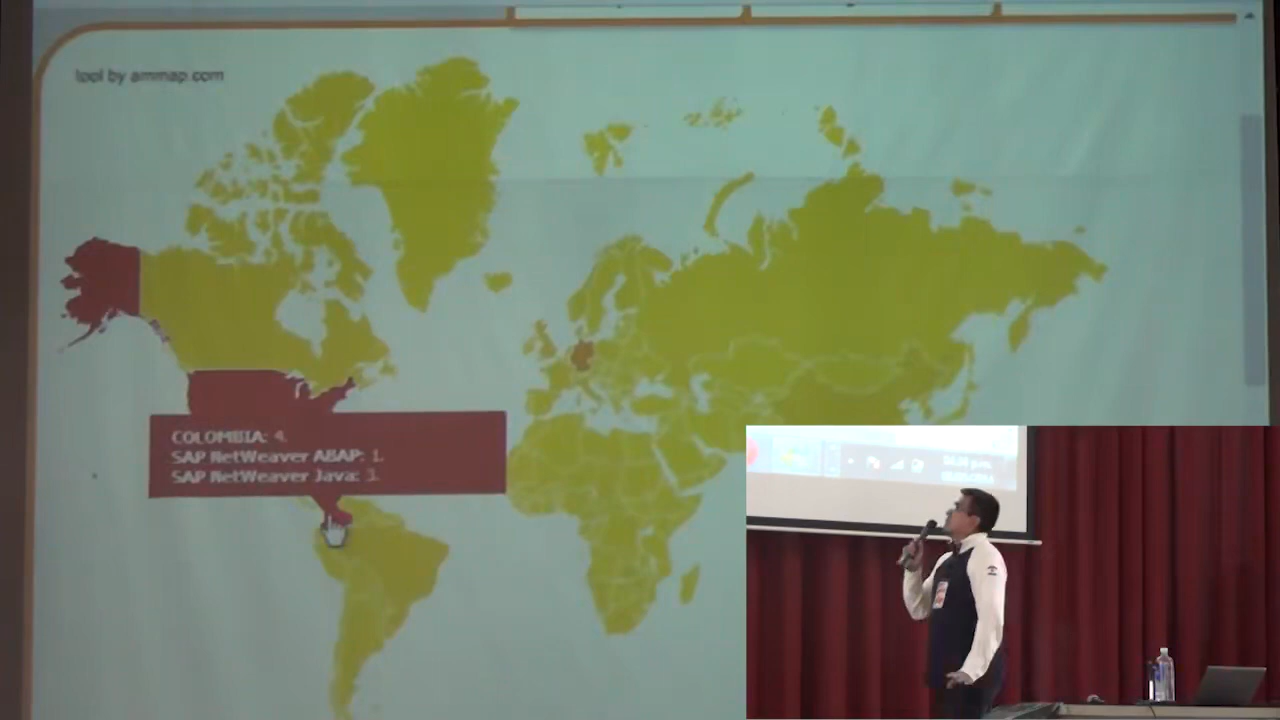 tool by ammap.com
COLOMBIA: 4.
SAP NetWeaver ABAP: 1.
SAP NetWeaver Java: 3.